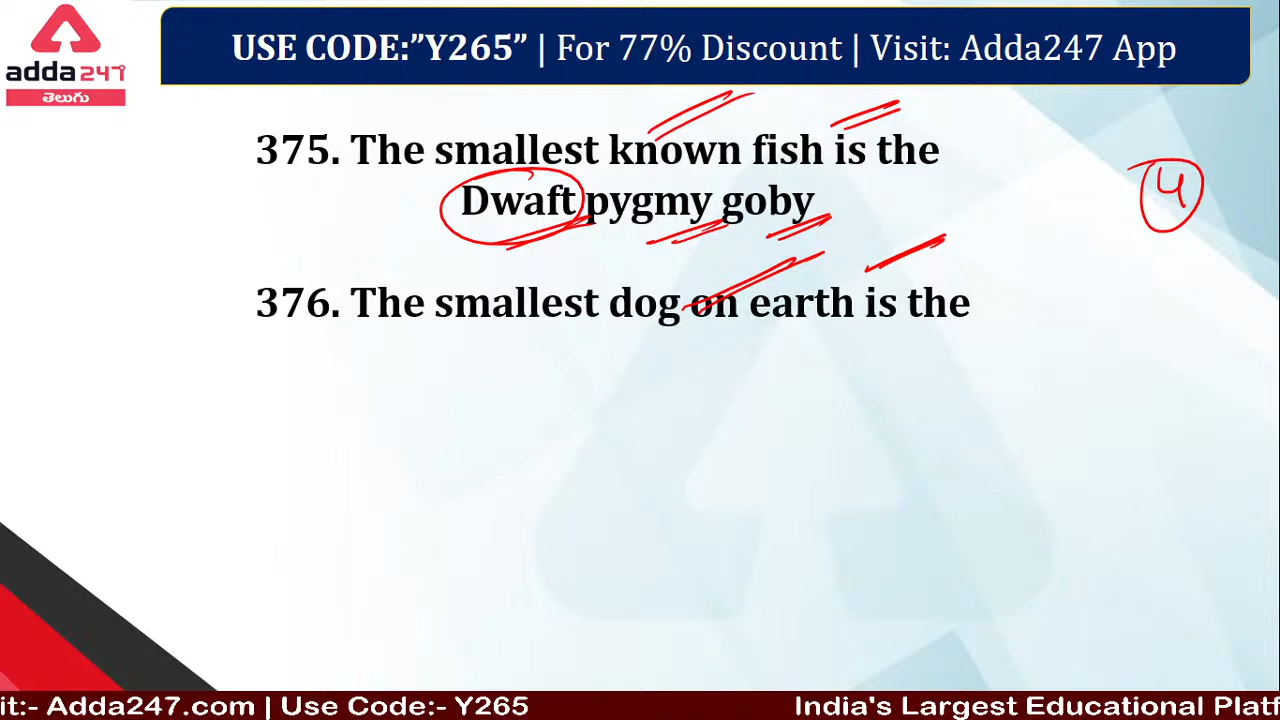 USE CODE:”Y265” | For 77% Discount | Visit: Adda247 App
adda247
తెలుగు
375. The smallest known fish is the
Dwaft pygmy goby
4
376. The smallest dog on earth is the
it:- Adda247.com | Use Code:- Y265
India's Largest Educational Platf